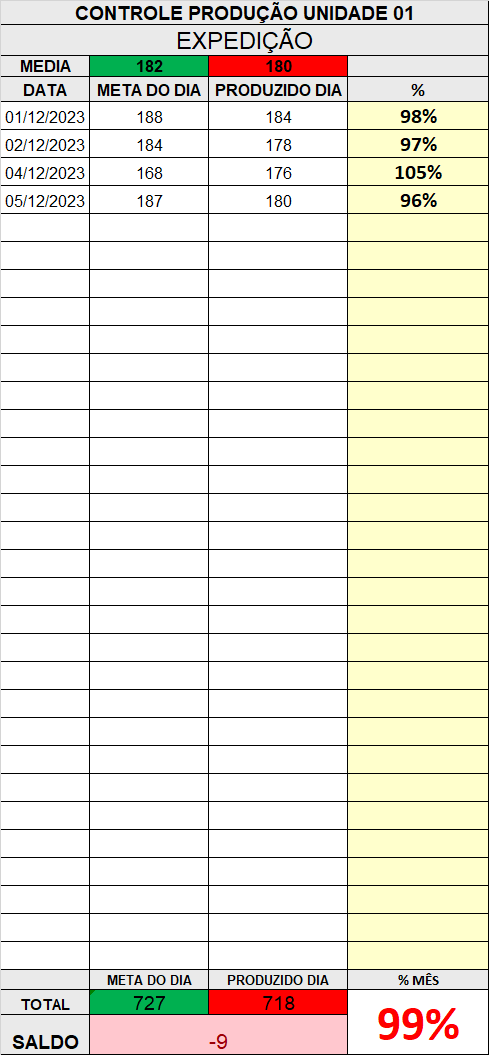 CONTROLE PRODUÇÃO UNIDADE 01
EXPEDIÇÃO
MEDIA 182 180
DATA META DO DIA PRODUZIDO DIA %
01/12/2023 188 184 98%
02/12/2023 184 178 97%
04/12/2023 168 176 105%
05/12/2023 187 180 96%
META DO DIA PRODUZIDO DIA % MÊS
TOTAL 727 718 99%
SALDO -9